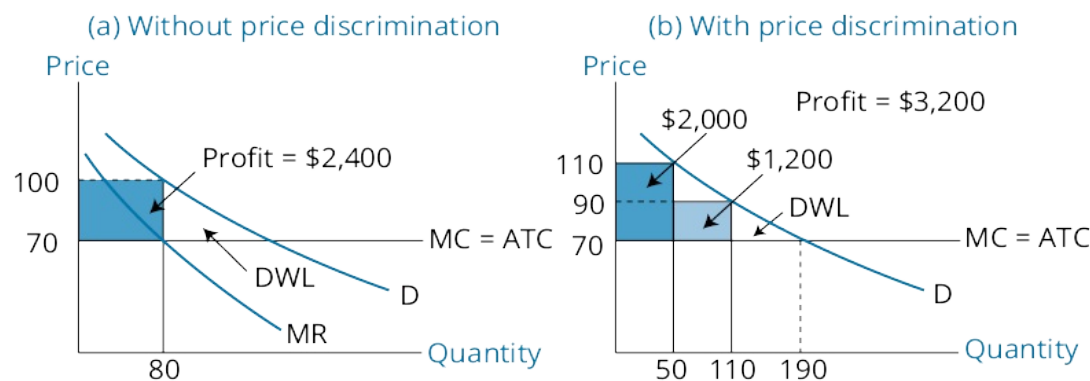 (a) Without price discrimination
Price
Profit = $2,400
100
70
MC = ATC
DWL
D
MR
Quantity
80
(b) With price discrimination
Price
Profit = $3,200
$2,000
$1,200
110
90
DWL
70
MC = ATC
D
Quantity
50 110 190